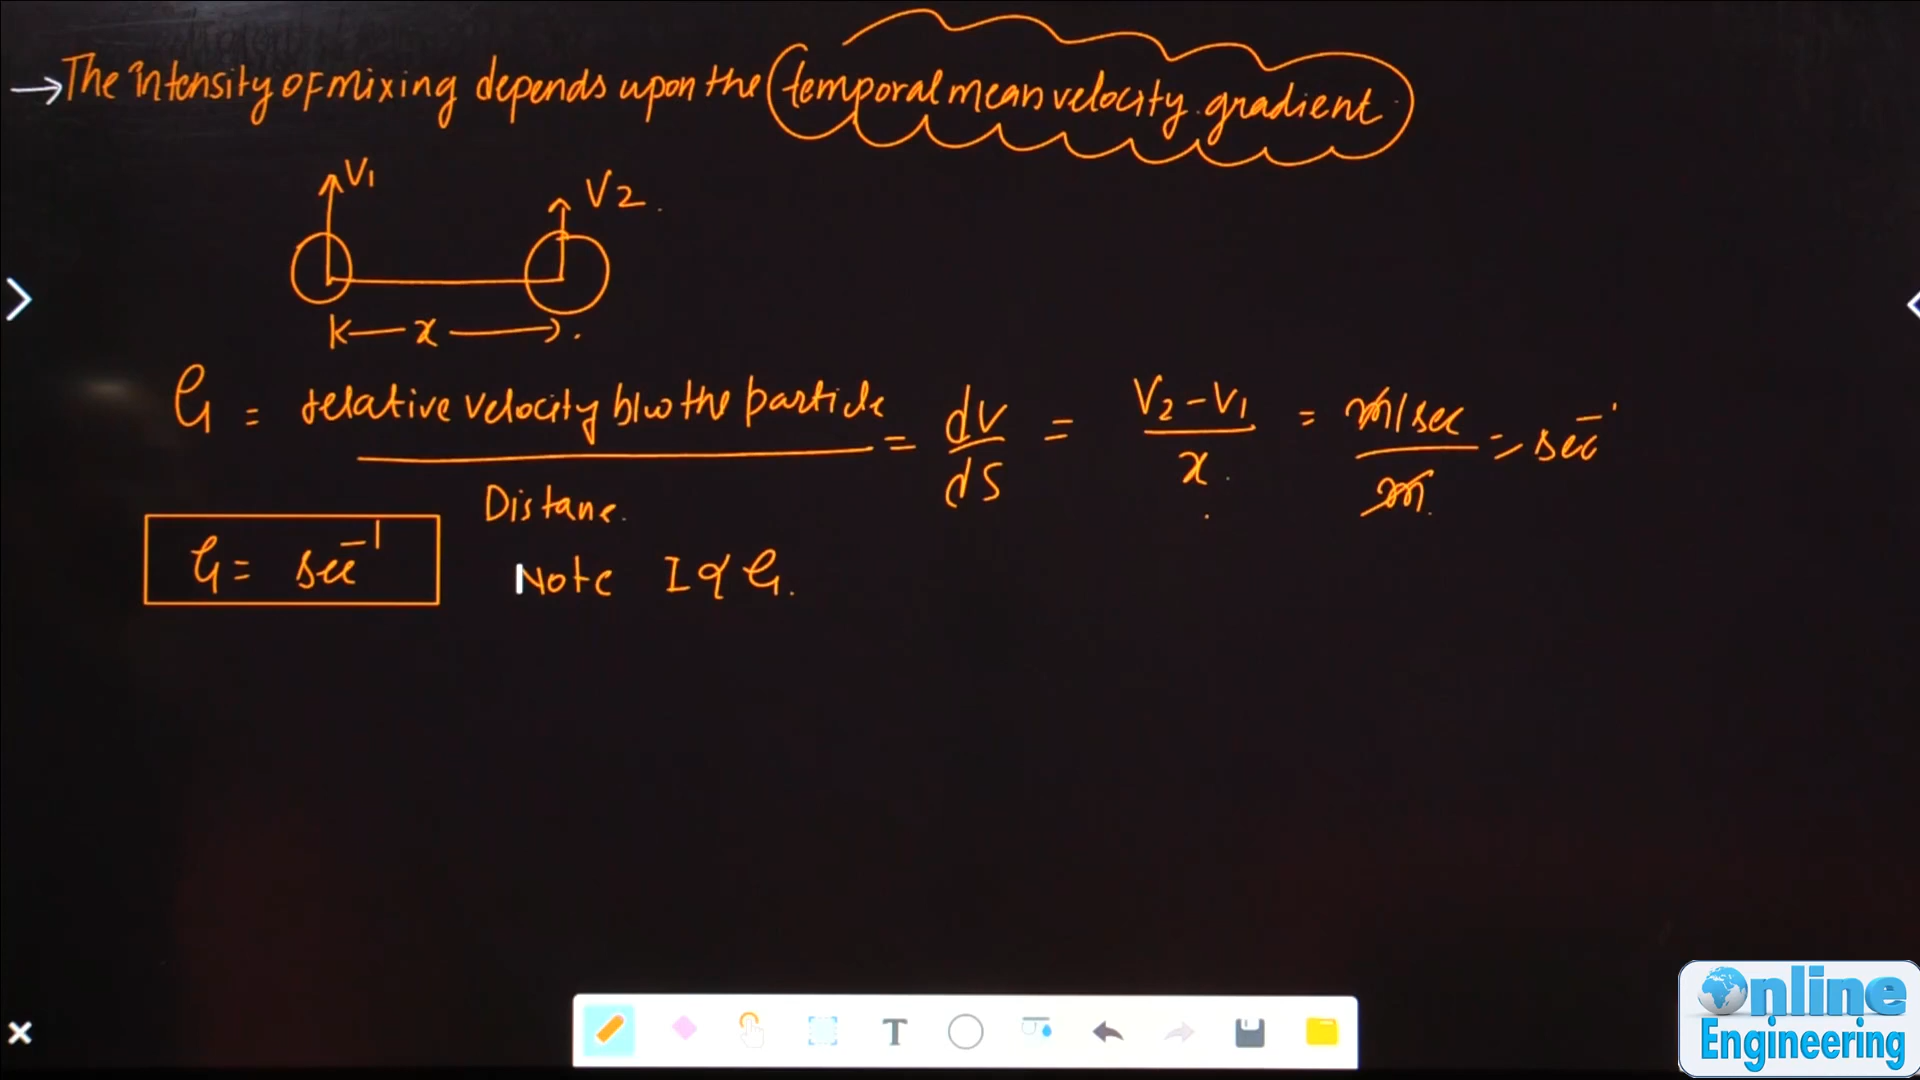 → The intensity of mixing depends upon the temporal mean velocity gradient
V1
V2
x
G = relative velocity b/w the particle / Distance = dv/ds = V2 - V1 / x = m/sec / m = sec⁻¹
G = sec⁻¹
Note I ∝ G.
T
Online
Engineering